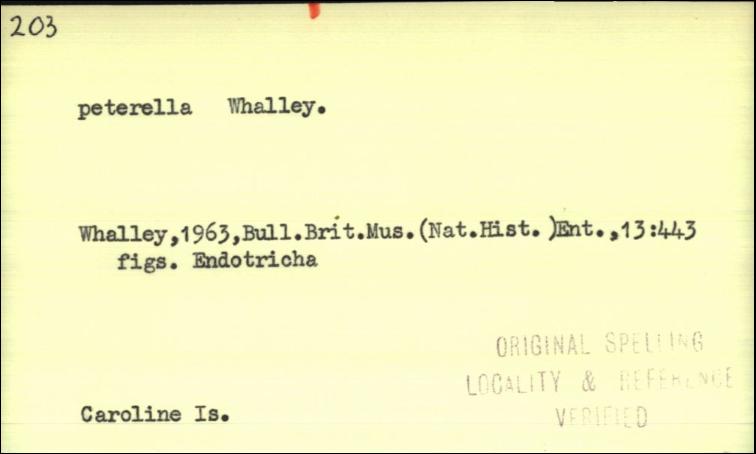 203
peterella Whalley.
Whalley,1963,Bull.Brit.Mus.(Nat.Hist. )Ent.,13:443
figs. Endotricha
ORIGINAL SPELLING
LOCALITY & REFERENCE
VERIFIED
Caroline Is.